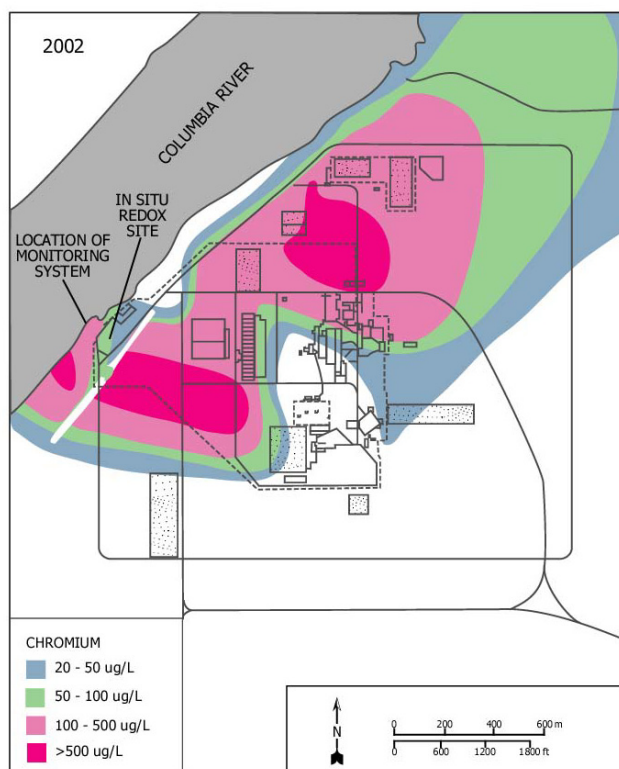 2002
COLUMBIA RIVER
IN SITU
REDOX
SITE
LOCATION OF
MONITORING
SYSTEM
CHROMIUM
20 - 50 ug/L
50 - 100 ug/L
100 - 500 ug/L
>500 ug/L
N
0 200 400 600 m
0 600 1200 1800 ft